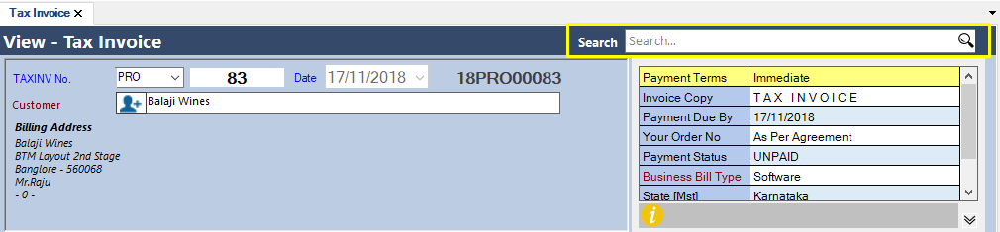 Tax Invoice
View - Tax Invoice
Search Search...
TAXINV No. PRO 83 Date 17/11/2018 18PRO00083
Customer Balaji Wines
Billing Address
Balaji Wines
BTM Layout 2nd Stage
Banglore - 560068
Mr.Raju
- 0 -
Payment Terms Immediate
Invoice Copy T A X I N V O I C E
Payment Due By 17/11/2018
Your Order No As Per Agreement
Payment Status UNPAID
Business Bill Type Software
State [Mst] Karnataka